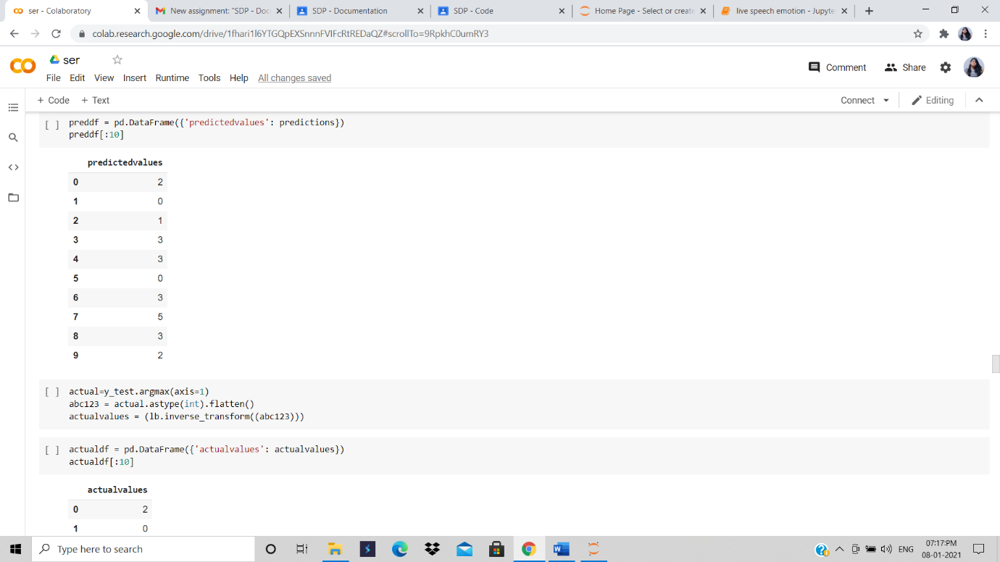 ser - Colaboratory
New assignment: "SDP - Doc
SDP - Documentation
SDP - Code
Home Page - Select or create
live speech emotion - Jupyte
colab.research.google.com/drive/1fhari1l6YTGQpEXSnnnFVIFcRtREDaQZ#scrollTo=9RpkhC0umRY3
ser
File Edit View Insert Runtime Tools Help All changes saved
Comment
Share
+ Code + Text
Connect
Editing
[ ] preddf = pd.DataFrame({'predictedvalues': predictions})
preddf[:10]
predictedvalues
0 2
1 0
2 1
3 3
4 3
5 0
6 3
7 5
8 3
9 2
[ ] actual=y_test.argmax(axis=1)
abc123 = actual.astype(int).flatten()
actualvalues = (lb.inverse_transform((abc123)))
[ ] actualdf = pd.DataFrame({'actualvalues': actualvalues})
actualdf[:10]
actualvalues
0 2
1 0
Type here to search
ENG
07:17:PM
08-01-2021